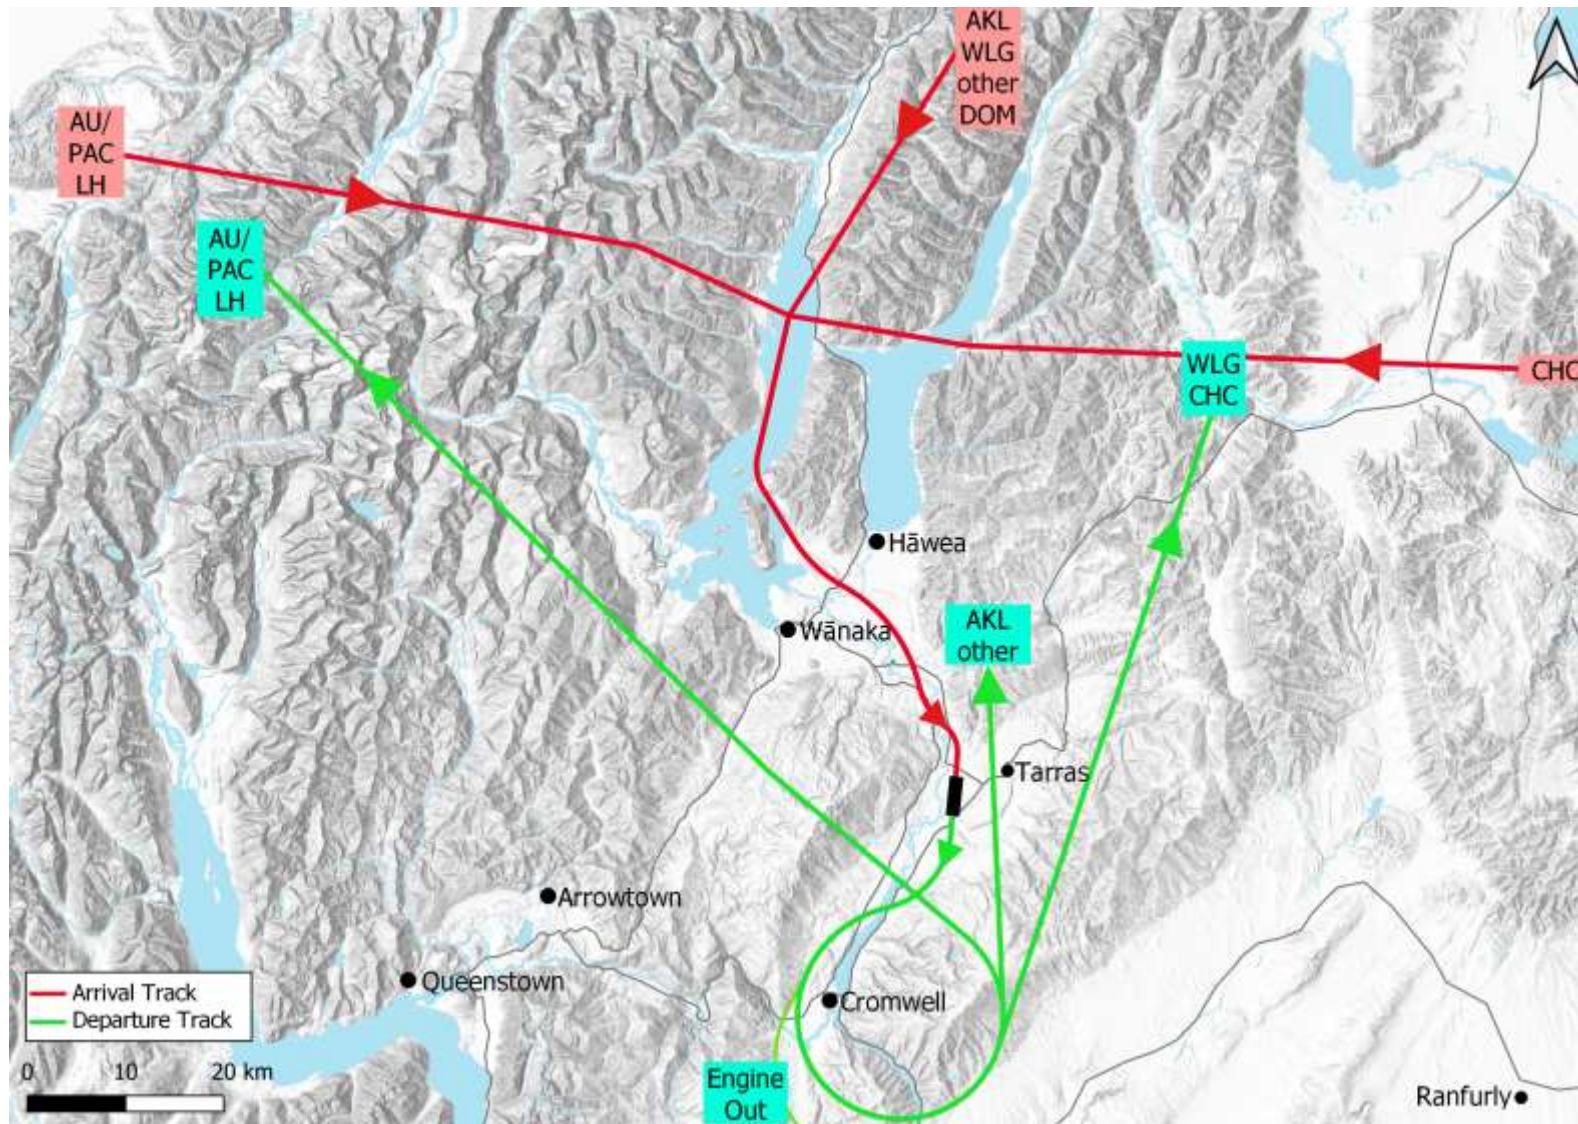 AKL
WLG
other
DOM
AU/
PAC
LH
AU/
PAC
LH
WLG
CHC
CHC
Hāwea
AKL
other
Wānaka
Tarras
Arrowtown
Queenstown
Cromwell
Arrival Track
Departure Track
0 10 20 km
Engine
Out
Ranfurly